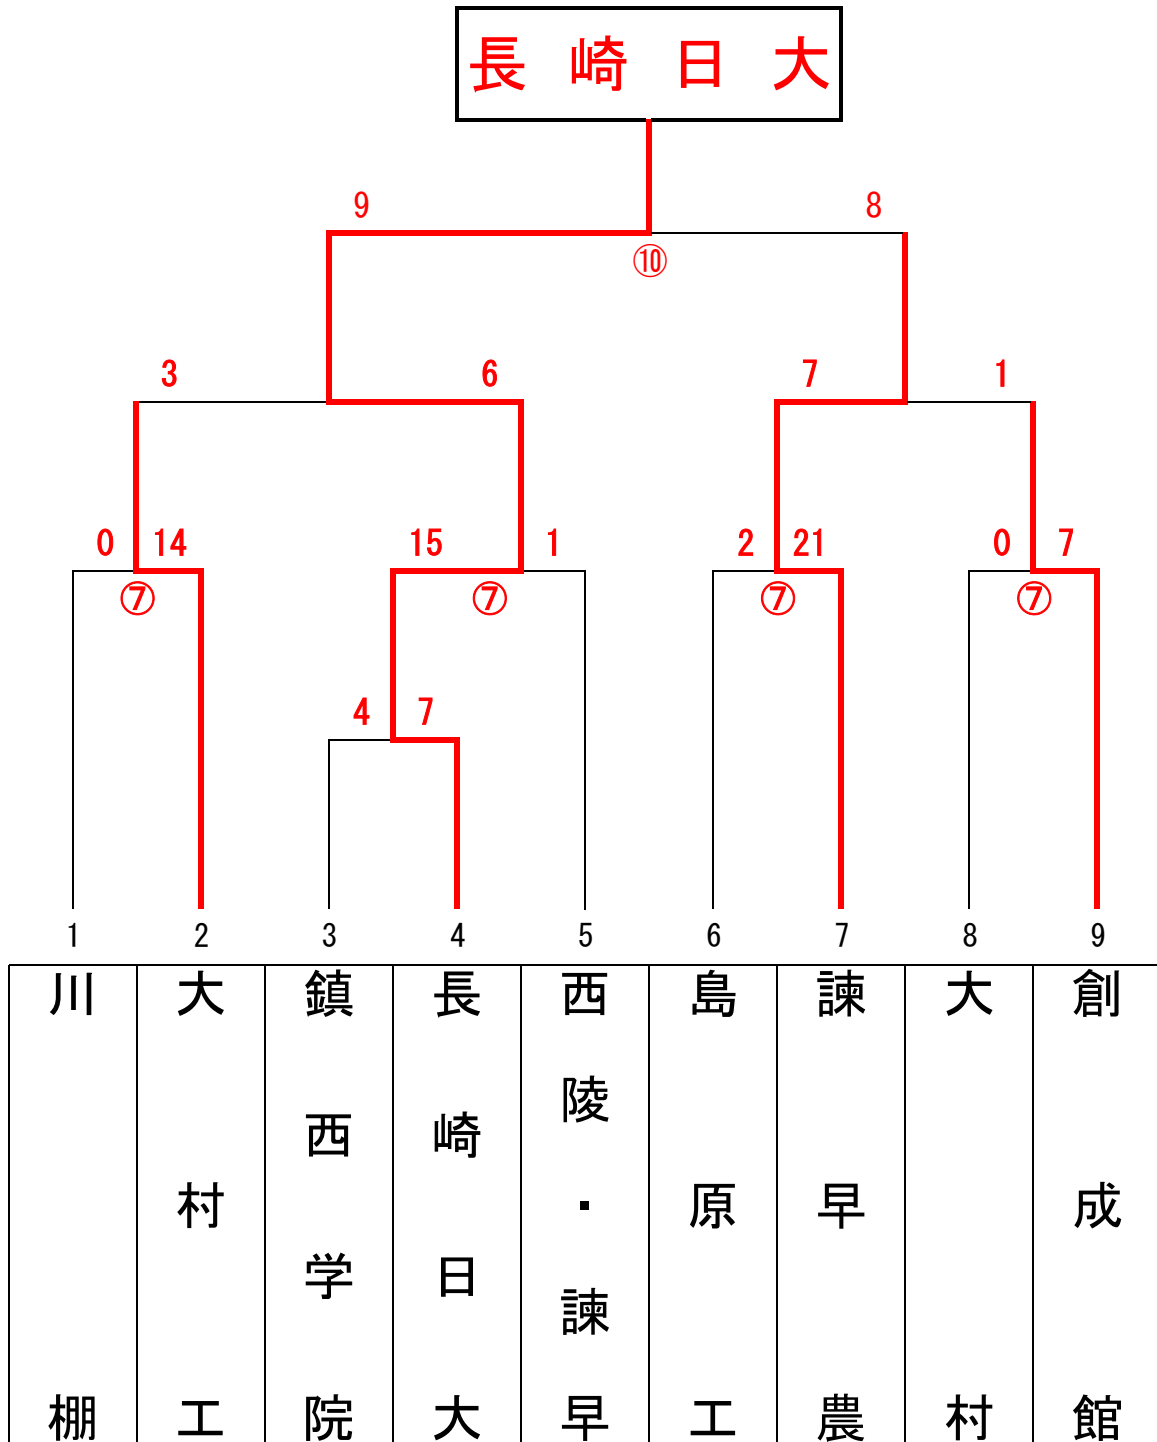 長崎日大
9 8
⑩
3 6 7 1
0 14 15 1 2 21 0 7
⑦ ⑦ ⑦ ⑦
4 7
1 2 3 4 5 6 7 8 9
川棚
大村工
鎮西学院
長崎日大
西陵・諫早
島原工
諫早農
大村
創成館